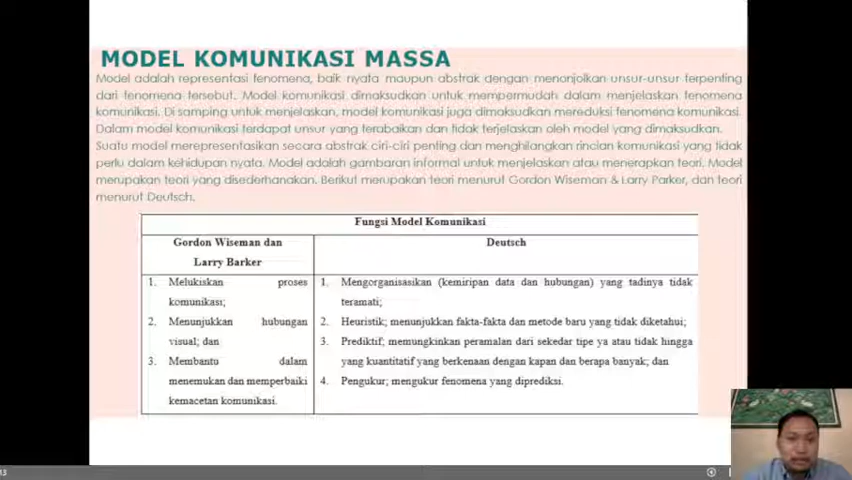 MODEL KOMUNIKASI MASSA
Model adalah representasi fenomena, baik nyata maupun abstrak dengan menonjolkan unsur-unsur terpenting
dari fenomena tersebut. Model komunikasi dimaksudkan untuk mempermudah dalam menjelaskan fenomena
komunikasi. Di samping untuk menjelaskan, model komunikasi juga dimaksudkan mereduksi fenomena komunikasi.
Dalam model komunikasi terdapat unsur yang terabaikan dan tidak terjelaskan oleh model yang dimaksudkan.
Suatu model merepresentasikan secara abstrak ciri-ciri penting dan menghilangkan rincian komunikasi yang tidak
perlu dalam kehidupan nyata. Model adalah gambaran informal untuk menjelaskan atau menerapkan teori. Model
merupakan teori yang disederhanakan. Berikut merupakan teori menurut Gordon Wiseman & Larry Parker, dan teori
menurut Deutsch.
Fungsi Model Komunikasi
Gordon Wiseman dan
Larry Barker
Deutsch
1. Melukiskan proses
komunikasi;
2. Menunjukkan hubungan
visual; dan
3. Membantu dalam
menemukan dan memperbaiki
kemacetan komunikasi.
1. Mengorganisasikan (kemiripan data dan hubungan) yang tadinya tidak
teramati;
2. Heuristik; menunjukkan fakta-fakta dan metode baru yang tidak diketahui;
3. Prediktif; memungkinkan peramalan dari sekedar tipe ya atau tidak hingga
yang kuantitatif yang berkenaan dengan kapan dan berapa banyak; dan
4. Pengukur; mengukur fenomena yang diprediksi.
13